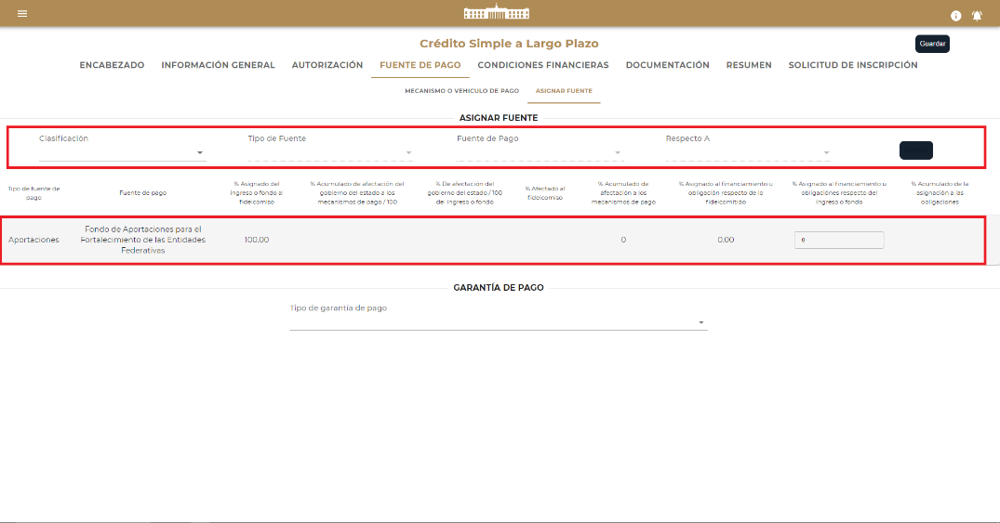 Crédito Simple a Largo Plazo
Guardar
ENCABEZADO INFORMACIÓN GENERAL AUTORIZACIÓN FUENTE DE PAGO CONDICIONES FINANCIERAS DOCUMENTACIÓN RESUMEN SOLICITUD DE INSCRIPCIÓN
MECANISMO O VEHICULO DE PAGO ASIGNAR FUENTE
ASIGNAR FUENTE
Clasificación Tipo de Fuente Fuente de Pago Respecto A
Tipo de fuente de
pago
Fuente de pago
% Asignado del
ingreso o fondo al
fideicomiso
% Acumulado de afectación del
gobierno del estado a los
mecanismos de pago / 100
% De afectación del
gobierno del estado / 100
del ingreso o fondo
% Afectado al
fideicomiso
% Acumulado de
afectación a los
mecanismos de pago
% Asignado al financiamiento u
obligación respecto de lo
fideicomitido
% Asignado al financiamiento u
obligaciones respecto del
ingreso o fondo
% Acumulado de la
asignación a las
obligaciones
Aportaciones
Fondo de Aportaciones para el
Fortalecimiento de las Entidades
Federativas
100.00
0
0.00
0
GARANTÍA DE PAGO
Tipo de garantía de pago